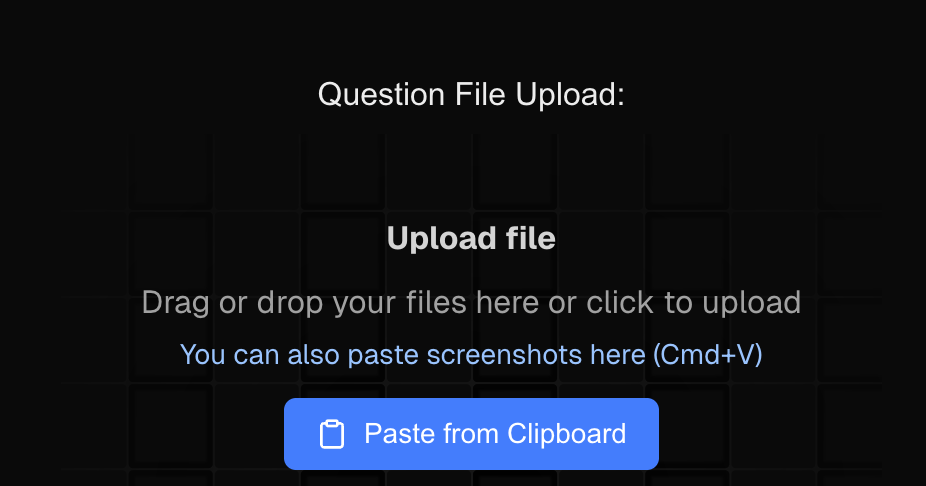 Question File Upload:
Upload file
Drag or drop your files here or click to upload
You can also paste screenshots here (Cmd+V)
Paste from Clipboard